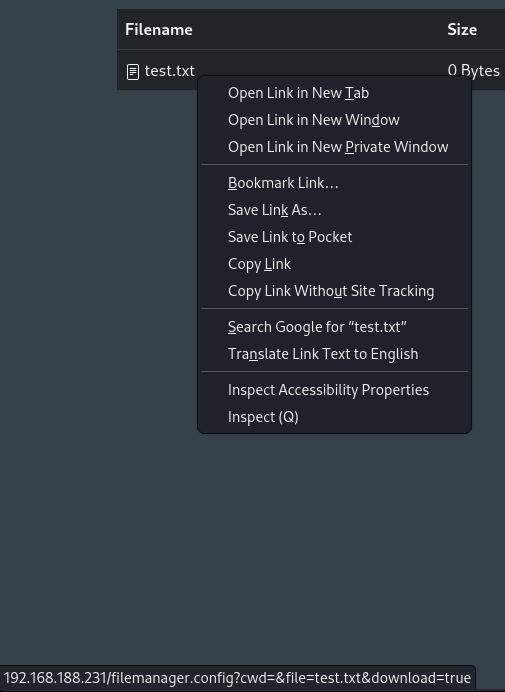 Filename Size
test.txt 0 Bytes
Open Link in New Tab
Open Link in New Window
Open Link in New Private Window
Bookmark Link…
Save Link As…
Save Link to Pocket
Copy Link
Copy Link Without Site Tracking
Search Google for “test.txt”
Translate Link Text to English
Inspect Accessibility Properties
Inspect (Q)
192.168.188.231/filemanager.config?cwd=&file=test.txt&download=true